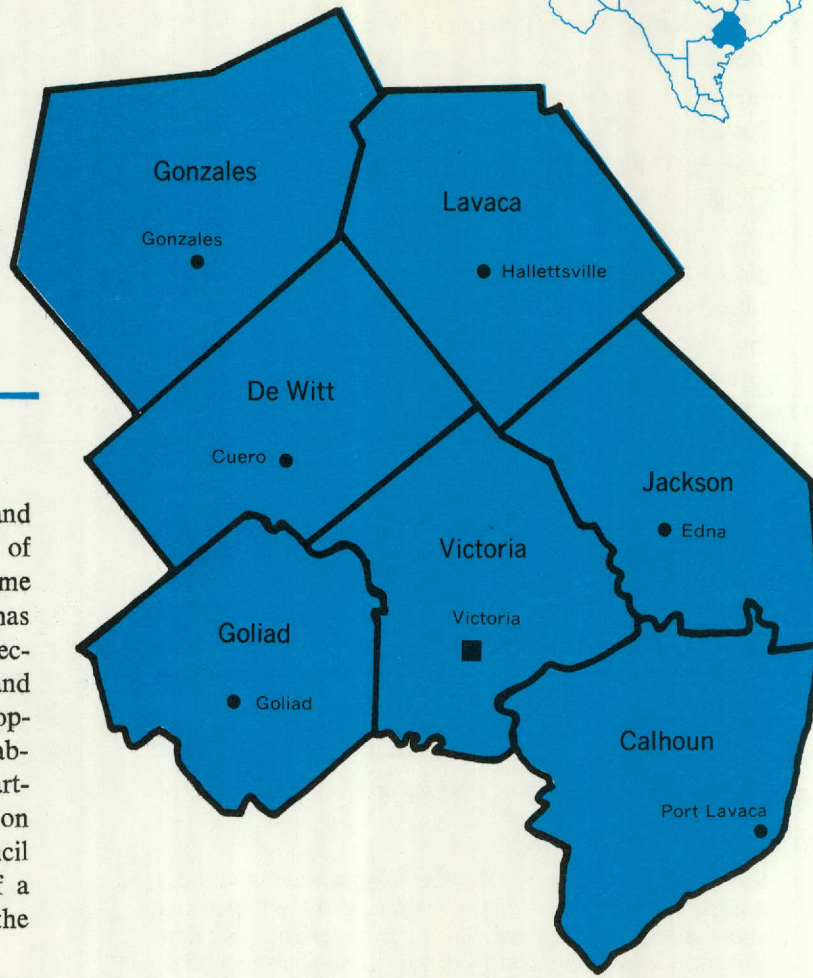 Gonzales
Gonzales
Lavaca
Hallettsville
De Witt
Cuero
Jackson
Edna
Victoria
Victoria
Goliad
Goliad
Calhoun
Port Lavaca
and
of
me
has
ec-
and
op-
ab-
art-
on
cil
f a
the